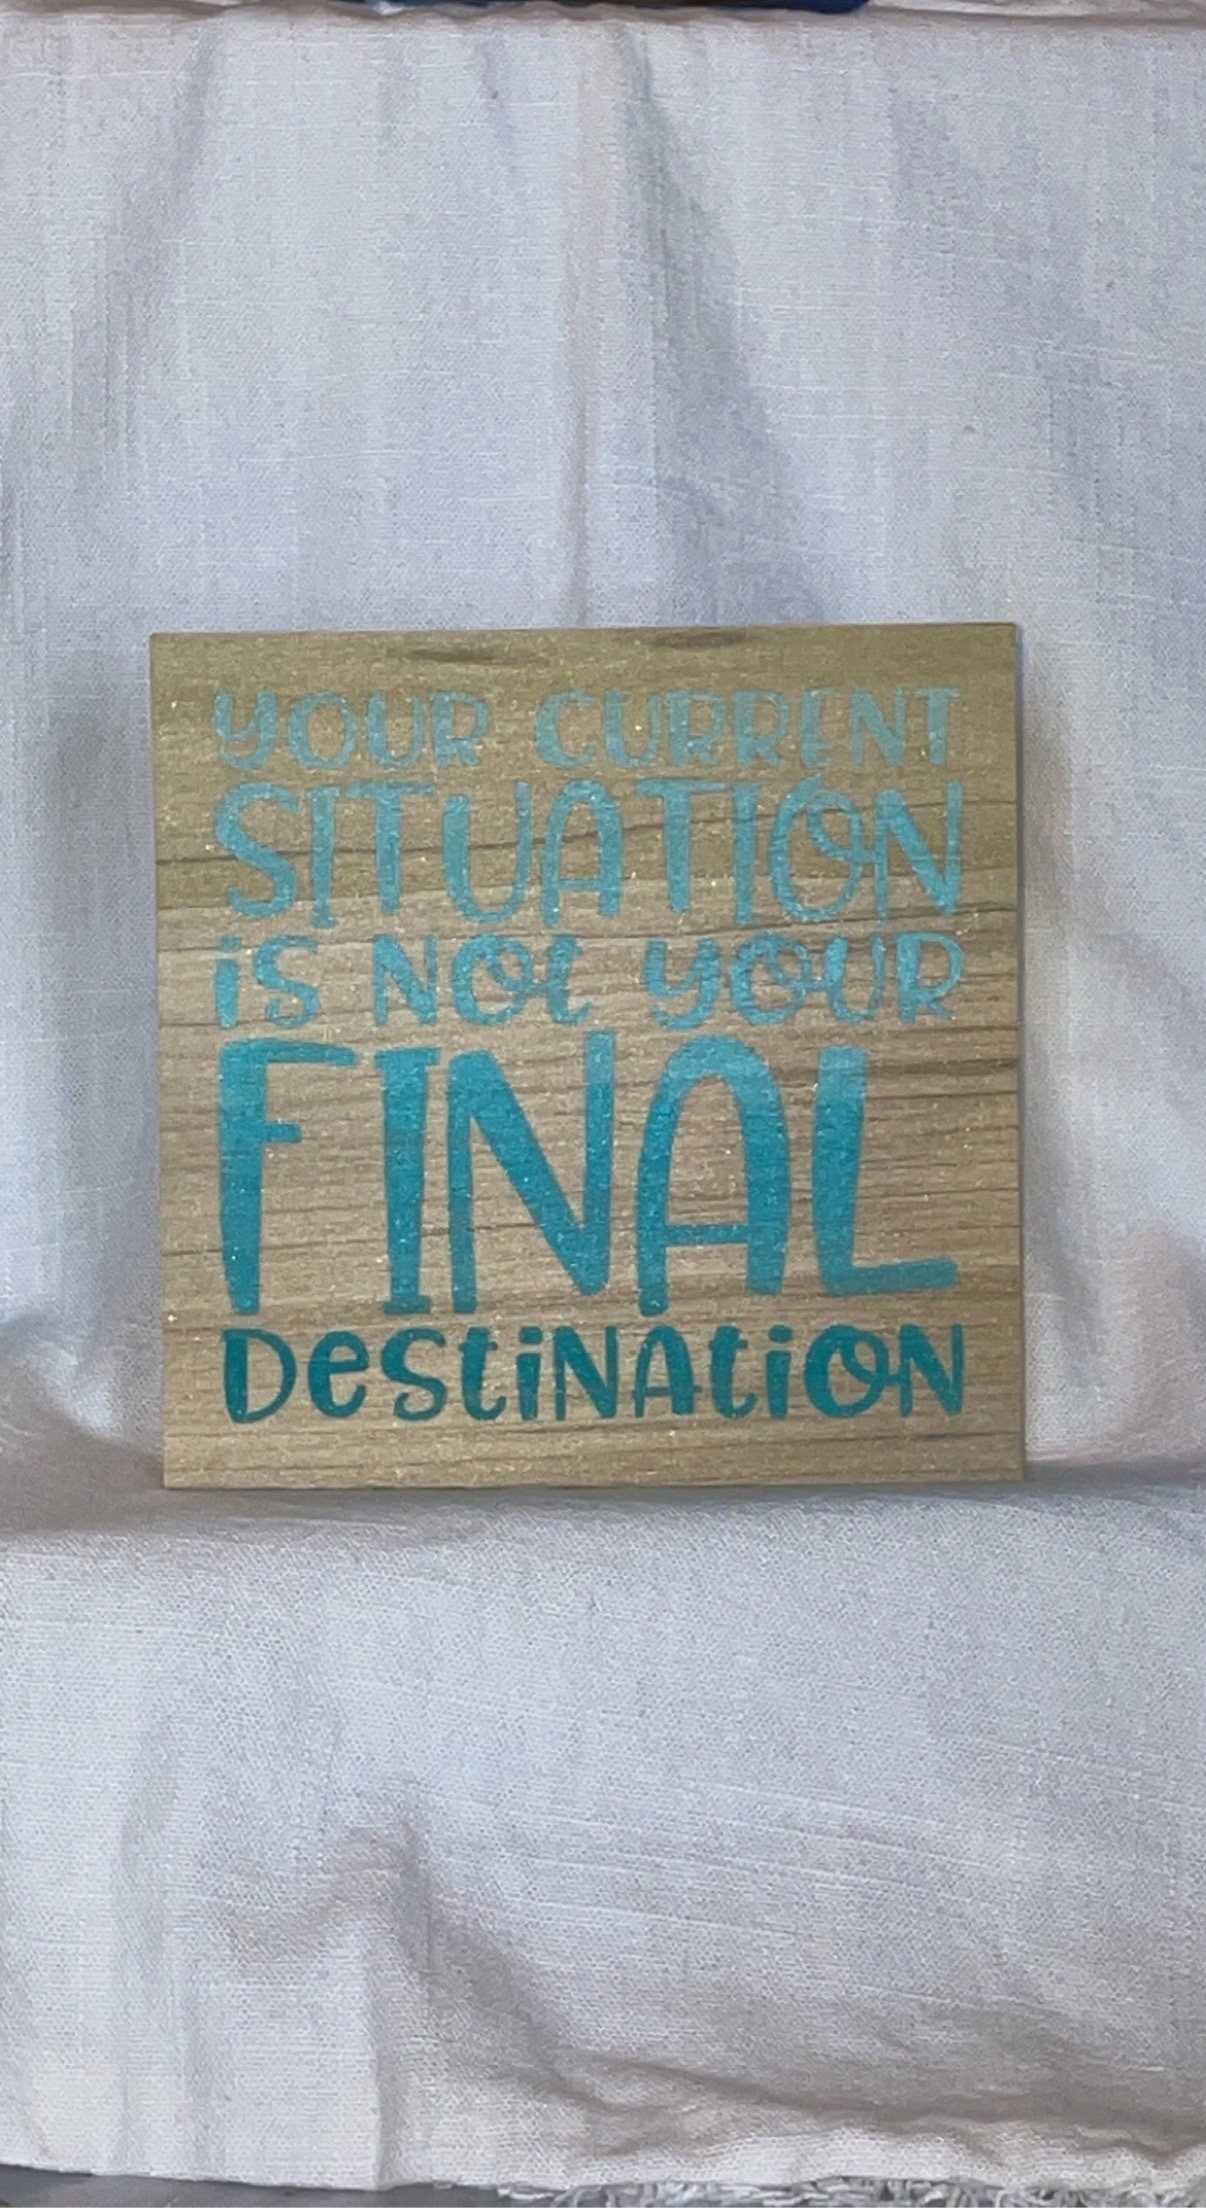 YOUR CURRENT
SITUATION
iS NOt YOUR
FINAL
DeStiNAtiON